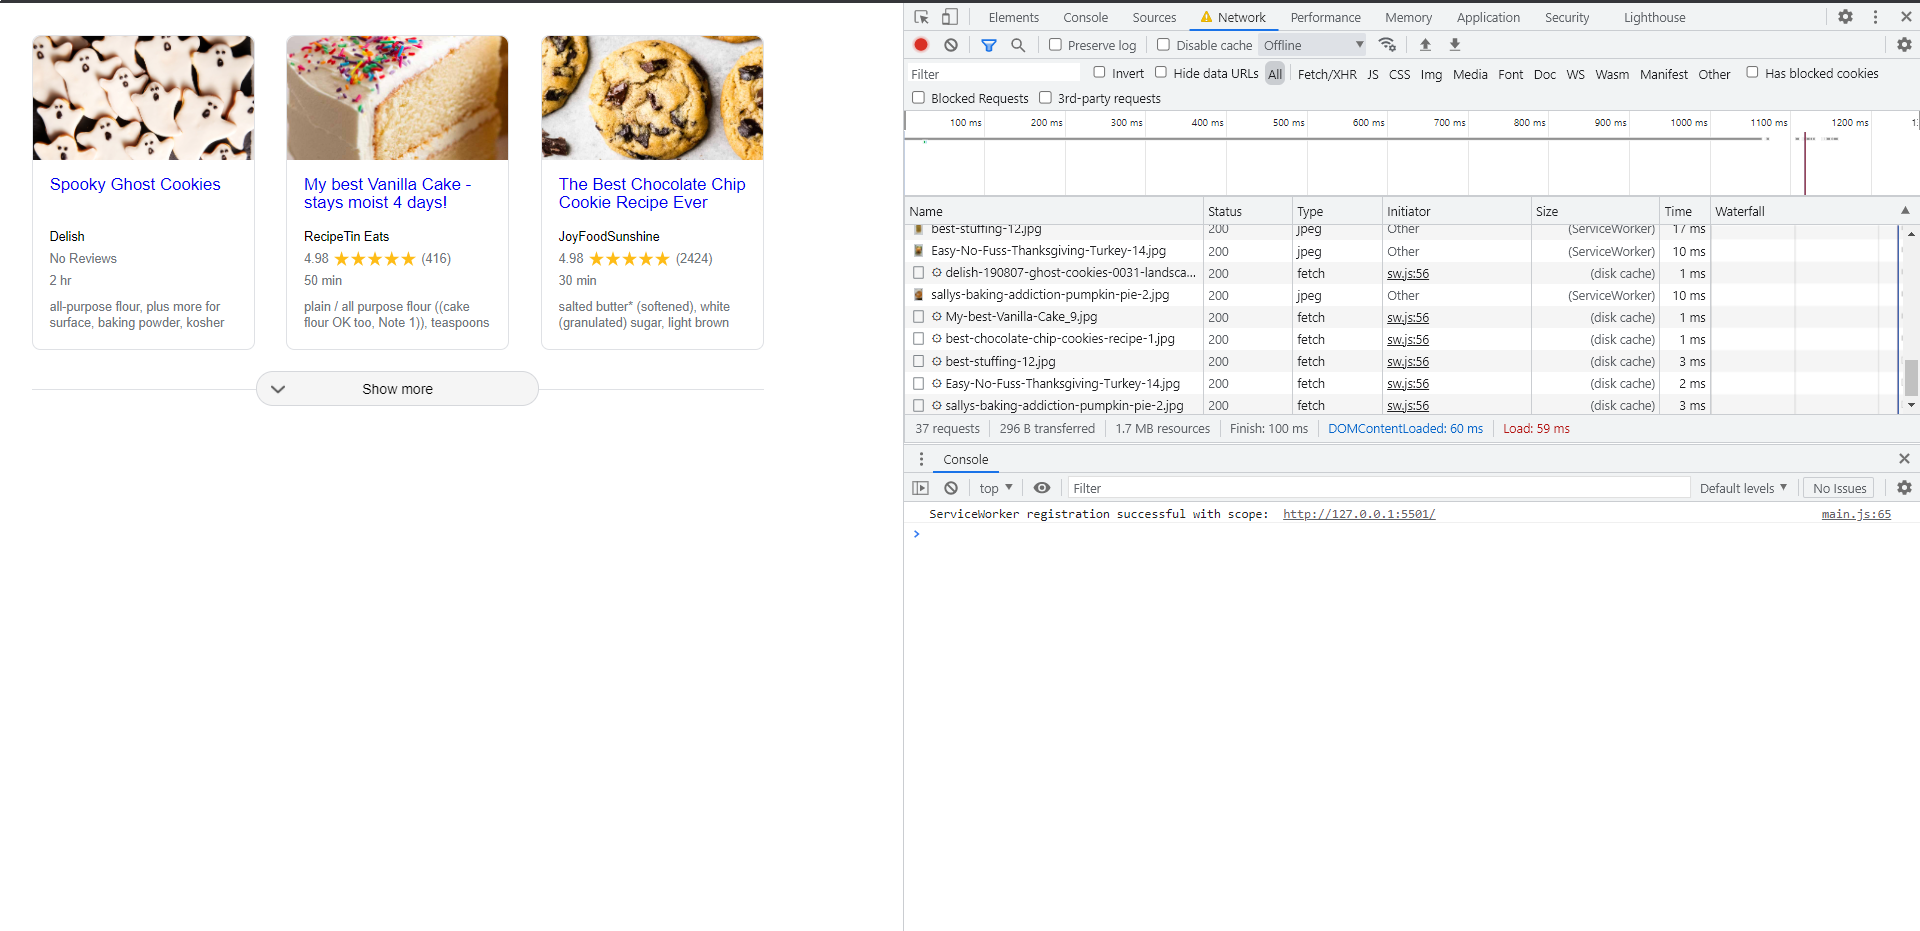 Spooky Ghost Cookies
Delish
No Reviews
2 hr
all-purpose flour, plus more for
surface, baking powder, kosher
My best Vanilla Cake -
stays moist 4 days!
RecipeTin Eats
4.98 ★★★★★ (416)
50 min
plain / all purpose flour ((cake
flour OK too, Note 1)), teaspoons
The Best Chocolate Chip
Cookie Recipe Ever
JoyFoodSunshine
4.98 ★★★★★ (2424)
30 min
salted butter* (softened), white
(granulated) sugar, light brown
Show more
Elements Console Sources Network Performance Memory Application Security Lighthouse
Preserve log Disable cache Offline
Filter Invert Hide data URLs All Fetch/XHR JS CSS Img Media Font Doc WS Wasm Manifest Other Has blocked cookies
Blocked Requests 3rd-party requests
100 ms 200 ms 300 ms 400 ms 500 ms 600 ms 700 ms 800 ms 900 ms 1000 ms 1100 ms 1200 ms
Name Status Type Initiator Size Time Waterfall
best-stuffing-12.jpg 200 jpeg Other (ServiceWorker) 17 ms
Easy-No-Fuss-Thanksgiving-Turkey-14.jpg 200 jpeg Other (ServiceWorker) 10 ms
delish-190807-ghost-cookies-0031-landsca... 200 fetch sw.js:56 (disk cache) 1 ms
sallys-baking-addiction-pumpkin-pie-2.jpg 200 jpeg Other (ServiceWorker) 10 ms
My-best-Vanilla-Cake_9.jpg 200 fetch sw.js:56 (disk cache) 1 ms
best-chocolate-chip-cookies-recipe-1.jpg 200 fetch sw.js:56 (disk cache) 1 ms
best-stuffing-12.jpg 200 fetch sw.js:56 (disk cache) 3 ms
Easy-No-Fuss-Thanksgiving-Turkey-14.jpg 200 fetch sw.js:56 (disk cache) 2 ms
sallys-baking-addiction-pumpkin-pie-2.jpg 200 fetch sw.js:56 (disk cache) 3 ms
37 requests 296 B transferred 1.7 MB resources Finish: 100 ms DOMContentLoaded: 60 ms Load: 59 ms
Console
top Filter Default levels No Issues
ServiceWorker registration successful with scope: http://127.0.0.1:5501/ main.js:65